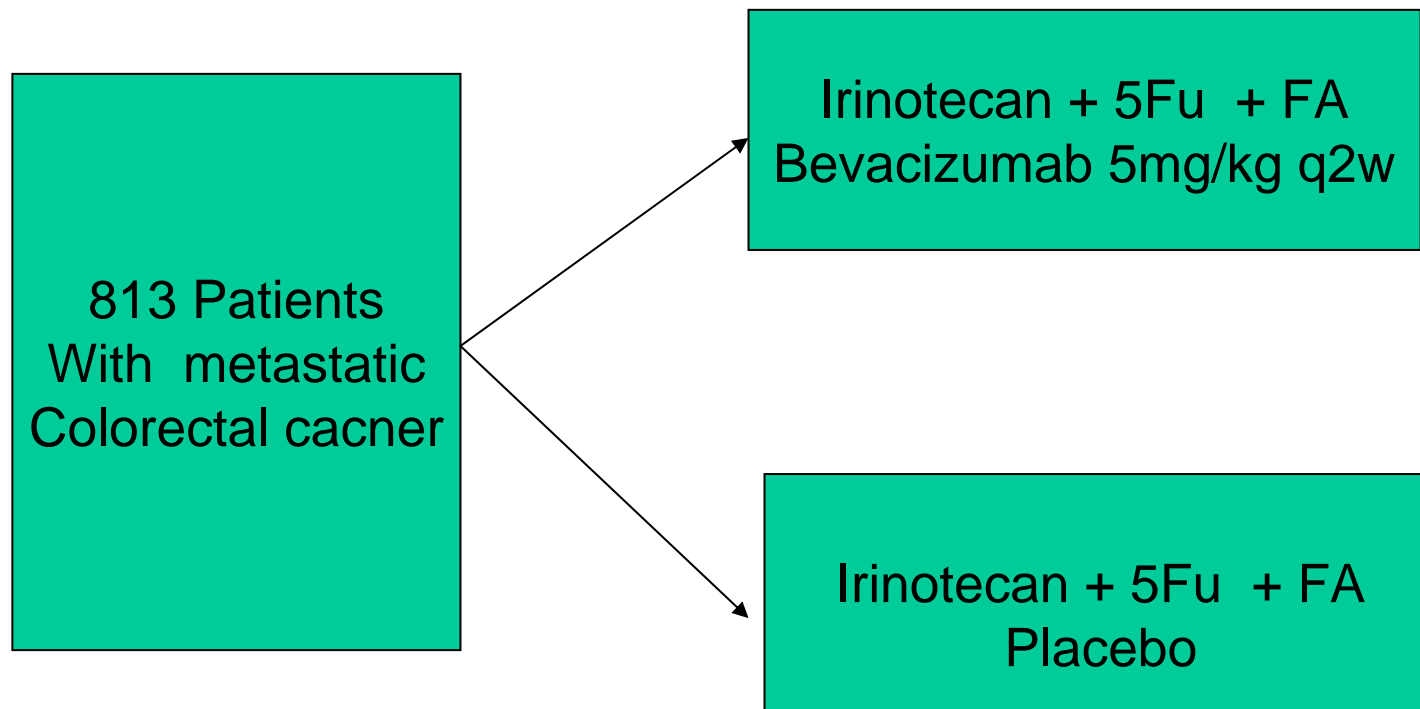 813 Patients
With metastatic
Colorectal cacner
Irinotecan + 5Fu + FA
Bevacizumab 5mg/kg q2w
Irinotecan + 5Fu + FA
Placebo